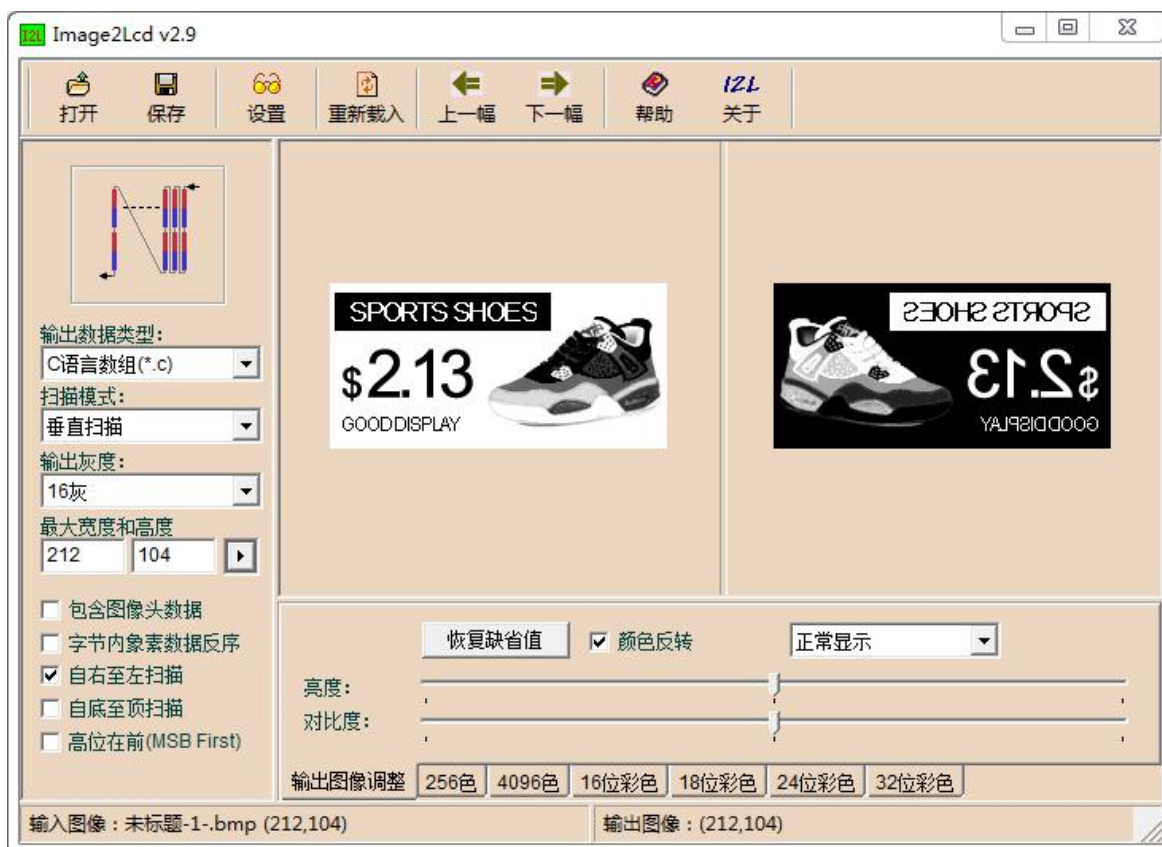 I2L Image2Lcd v2.9
打开 保存 设置 重新载入 上一幅 下一幅 帮助 关于
I2L
输出数据类型:
C语言数组(*.c)
扫描模式:
垂直扫描
输出灰度:
16灰
最大宽度和高度
212 104
包含图像头数据
字节内象素数据反序
自右至左扫描
自底至顶扫描
高位在前(MSB First)
SPORTS SHOES
$2.13
GOODDISPLAY
SPORTS SHOES
$2.13
GOODDISPLAY
恢复缺省值 颜色反转 正常显示
亮度:
对比度:
输出图像调整 256色 4096色 16位彩色 18位彩色 24位彩色 32位彩色
输入图像:未标题-1-.bmp (212,104) 输出图像:(212,104)